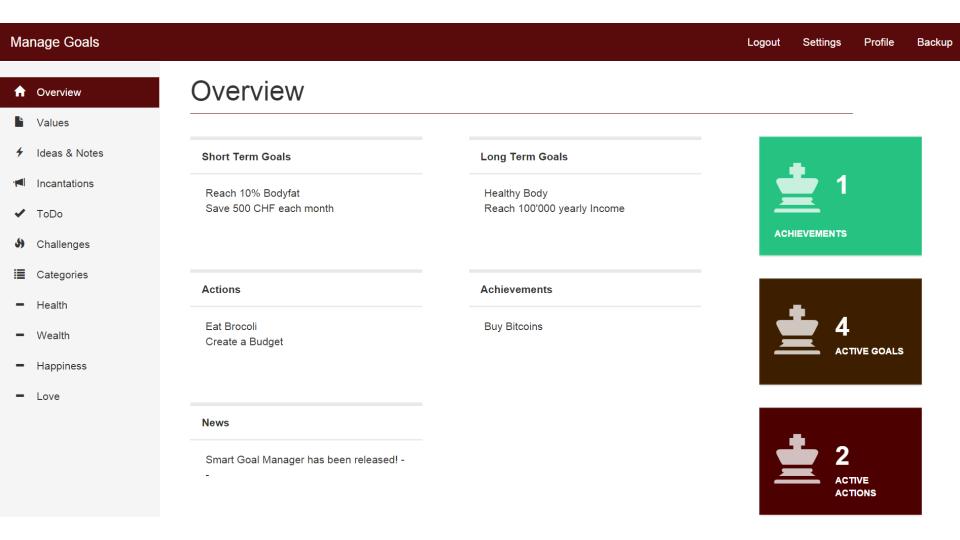 Manage Goals
Logout Settings Profile Backup
Overview
Values
Ideas & Notes
Incantations
ToDo
Challenges
Categories
Health
Wealth
Happiness
Love
Overview
Short Term Goals
Reach 10% Bodyfat
Save 500 CHF each month
Long Term Goals
Healthy Body
Reach 100'000 yearly Income
Actions
Eat Brocoli
Create a Budget
Achievements
Buy Bitcoins
News
Smart Goal Manager has been released! -
-
1
ACHIEVEMENTS
4
ACTIVE GOALS
2
ACTIVE
ACTIONS